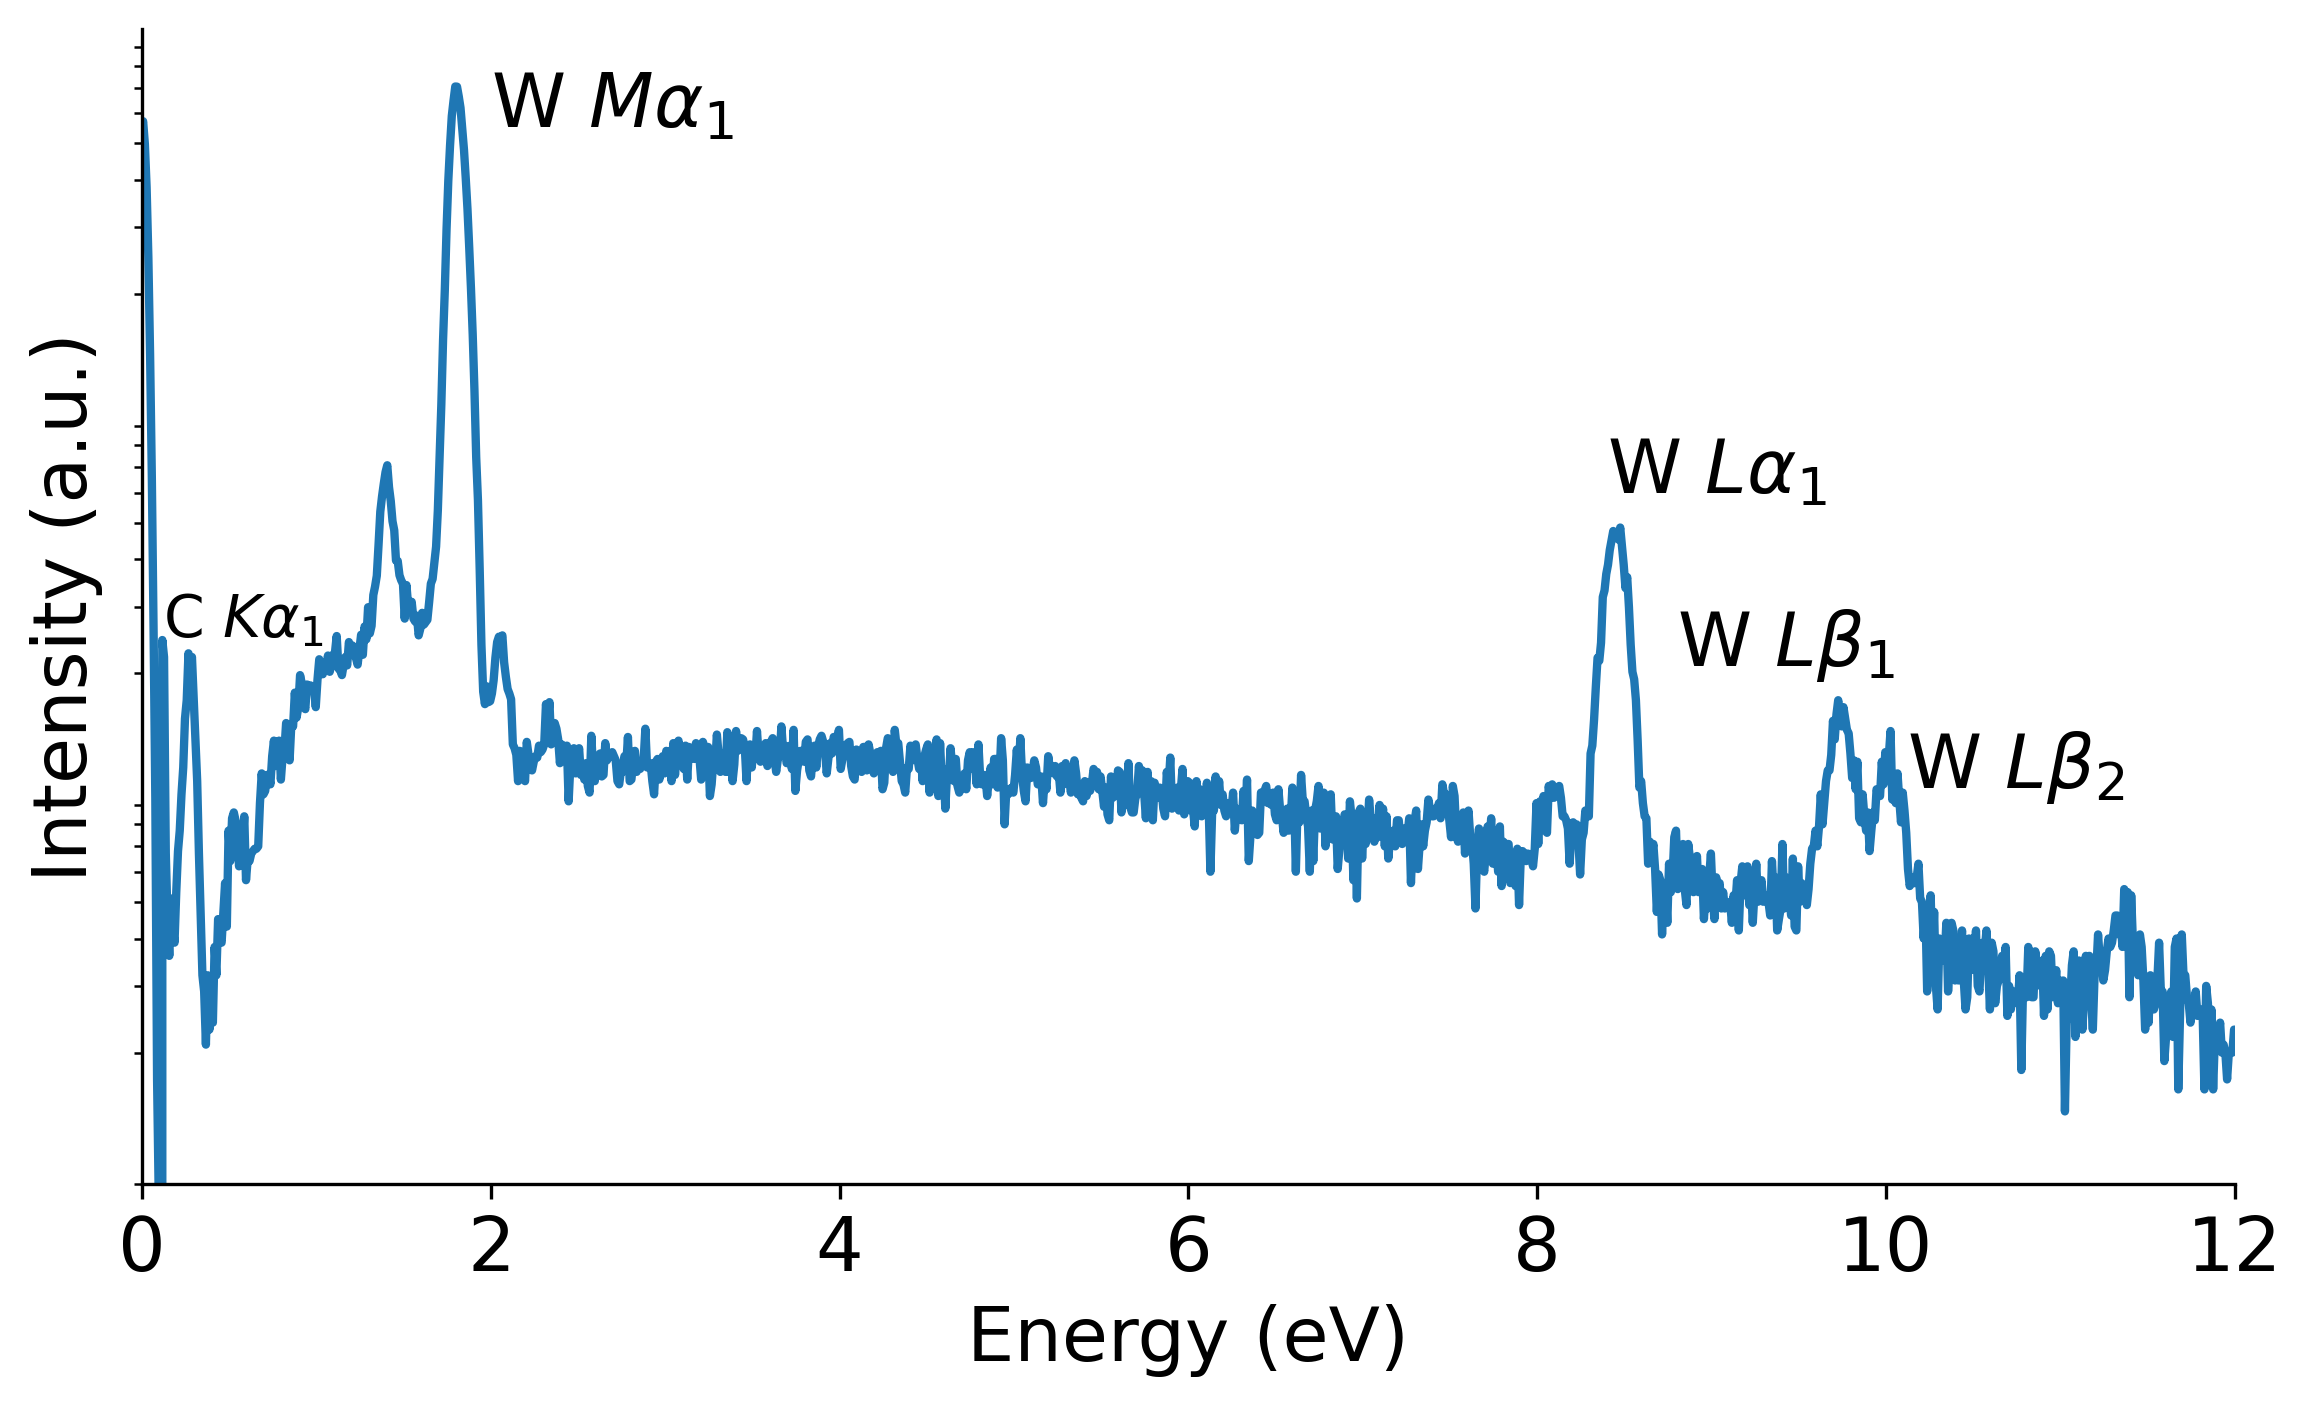 W Mα₁
W Lα₁
C Kα₁
W Lβ₁
W Lβ₂
Intensity (a.u.)
0 2 4 6 8 10 12
Energy (eV)